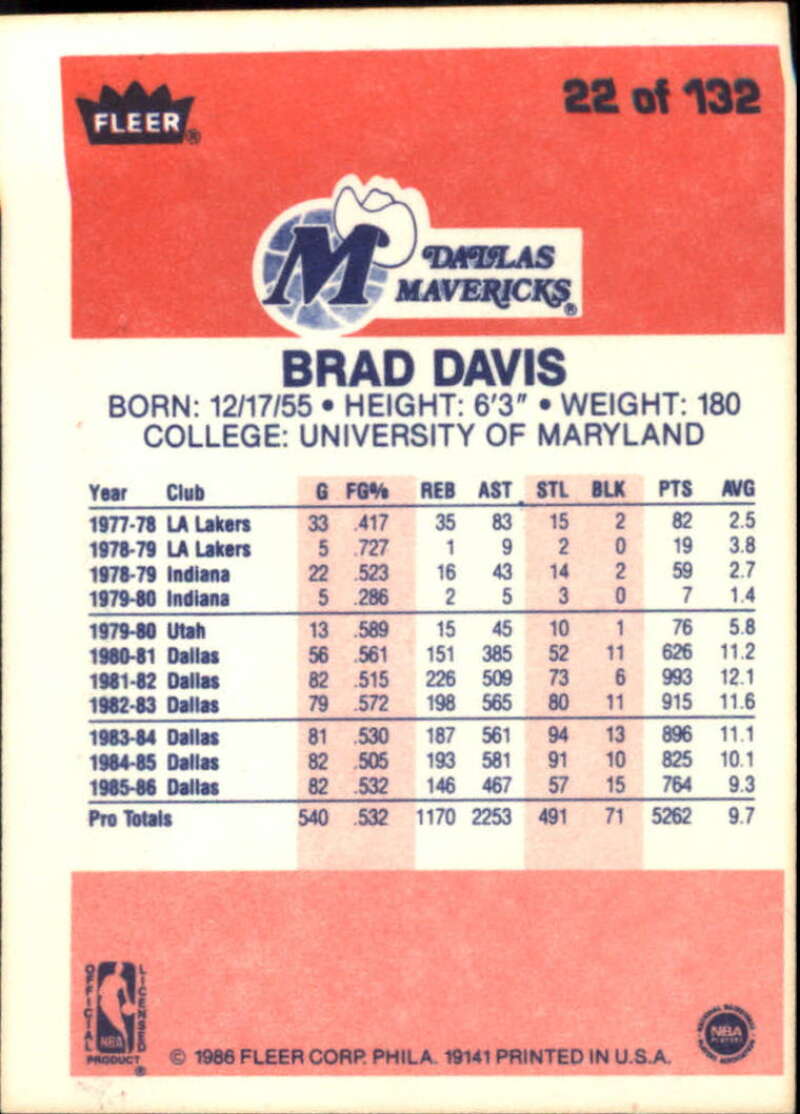 FLEER®
22 of 132
M
DALLAS
MAVERICKS®
BRAD DAVIS
BORN: 12/17/55 • HEIGHT: 6'3" • WEIGHT: 180
COLLEGE: UNIVERSITY OF MARYLAND
Year Club G FG% REB AST STL BLK PTS AVG
1977-78 LA Lakers 33 .417 35 83 15 2 82 2.5
1978-79 LA Lakers 5 .727 1 9 2 0 19 3.8
1978-79 Indiana 22 .523 16 43 14 2 59 2.7
1979-80 Indiana 5 .286 2 5 3 0 7 1.4
1979-80 Utah 13 .589 15 45 10 1 76 5.8
1980-81 Dallas 56 .561 151 385 52 11 626 11.2
1981-82 Dallas 82 .515 226 509 73 6 993 12.1
1982-83 Dallas 79 .572 198 565 80 11 915 11.6
1983-84 Dallas 81 .530 187 561 94 13 896 11.1
1984-85 Dallas 82 .505 193 581 91 10 825 10.1
1985-86 Dallas 82 .532 146 467 57 15 764 9.3
Pro Totals 540 .532 1170 2253 491 71 5262 9.7
OFFICIAL
LICENSED
NBA
PRODUCT®
© 1986 FLEER CORP. PHILA. 19141 PRINTED IN U.S.A.
NATIONAL BASKETBALL
NBA
PLAYERS
ASSOCIATION